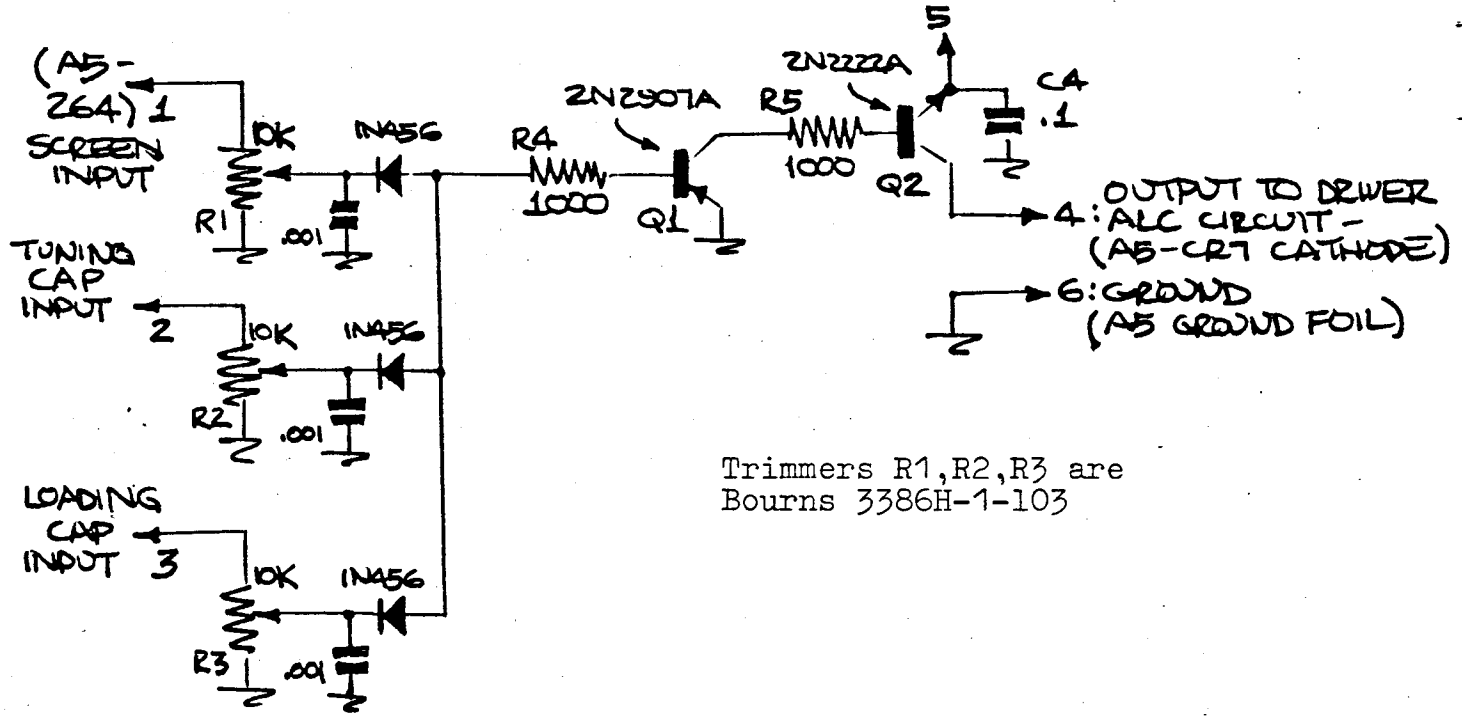 (A5-
264) 1
SCREEN
INPUT
10K
R1
.001
1N456
TUNING
CAP
INPUT
2
10K
R2
.001
1N456
LOADING
CAP
INPUT 3
10K
R3
.001
1N456
R4
1000
2N2907A
Q1
R5
1000
2N2222A
Q2
5
C4
.1
4: OUTPUT TO DRIVER
ALC CIRCUIT-
(A5-CR7 CATHODE)
6: GROUND
(A5 GROUND FOIL)
Trimmers R1,R2,R3 are
Bourns 3386H-1-103